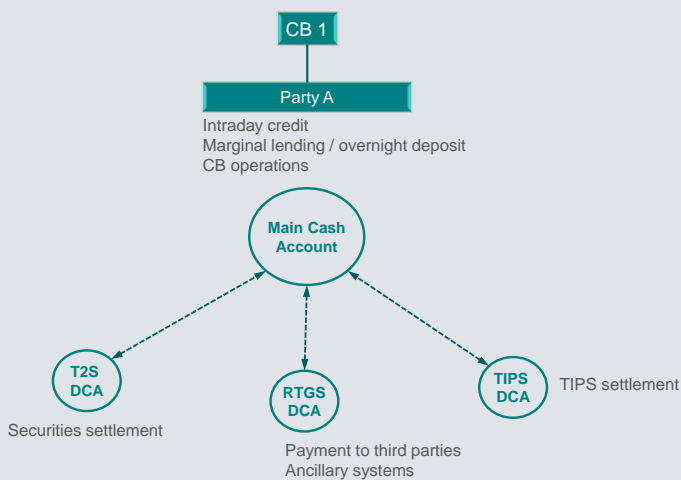 CB 1
Party A
Intraday credit
Marginal lending / overnight deposit
CB operations
Main Cash
Account
T2S
DCA
Securities settlement
RTGS
DCA
Payment to third parties
Ancillary systems
TIPS
DCA
TIPS settlement